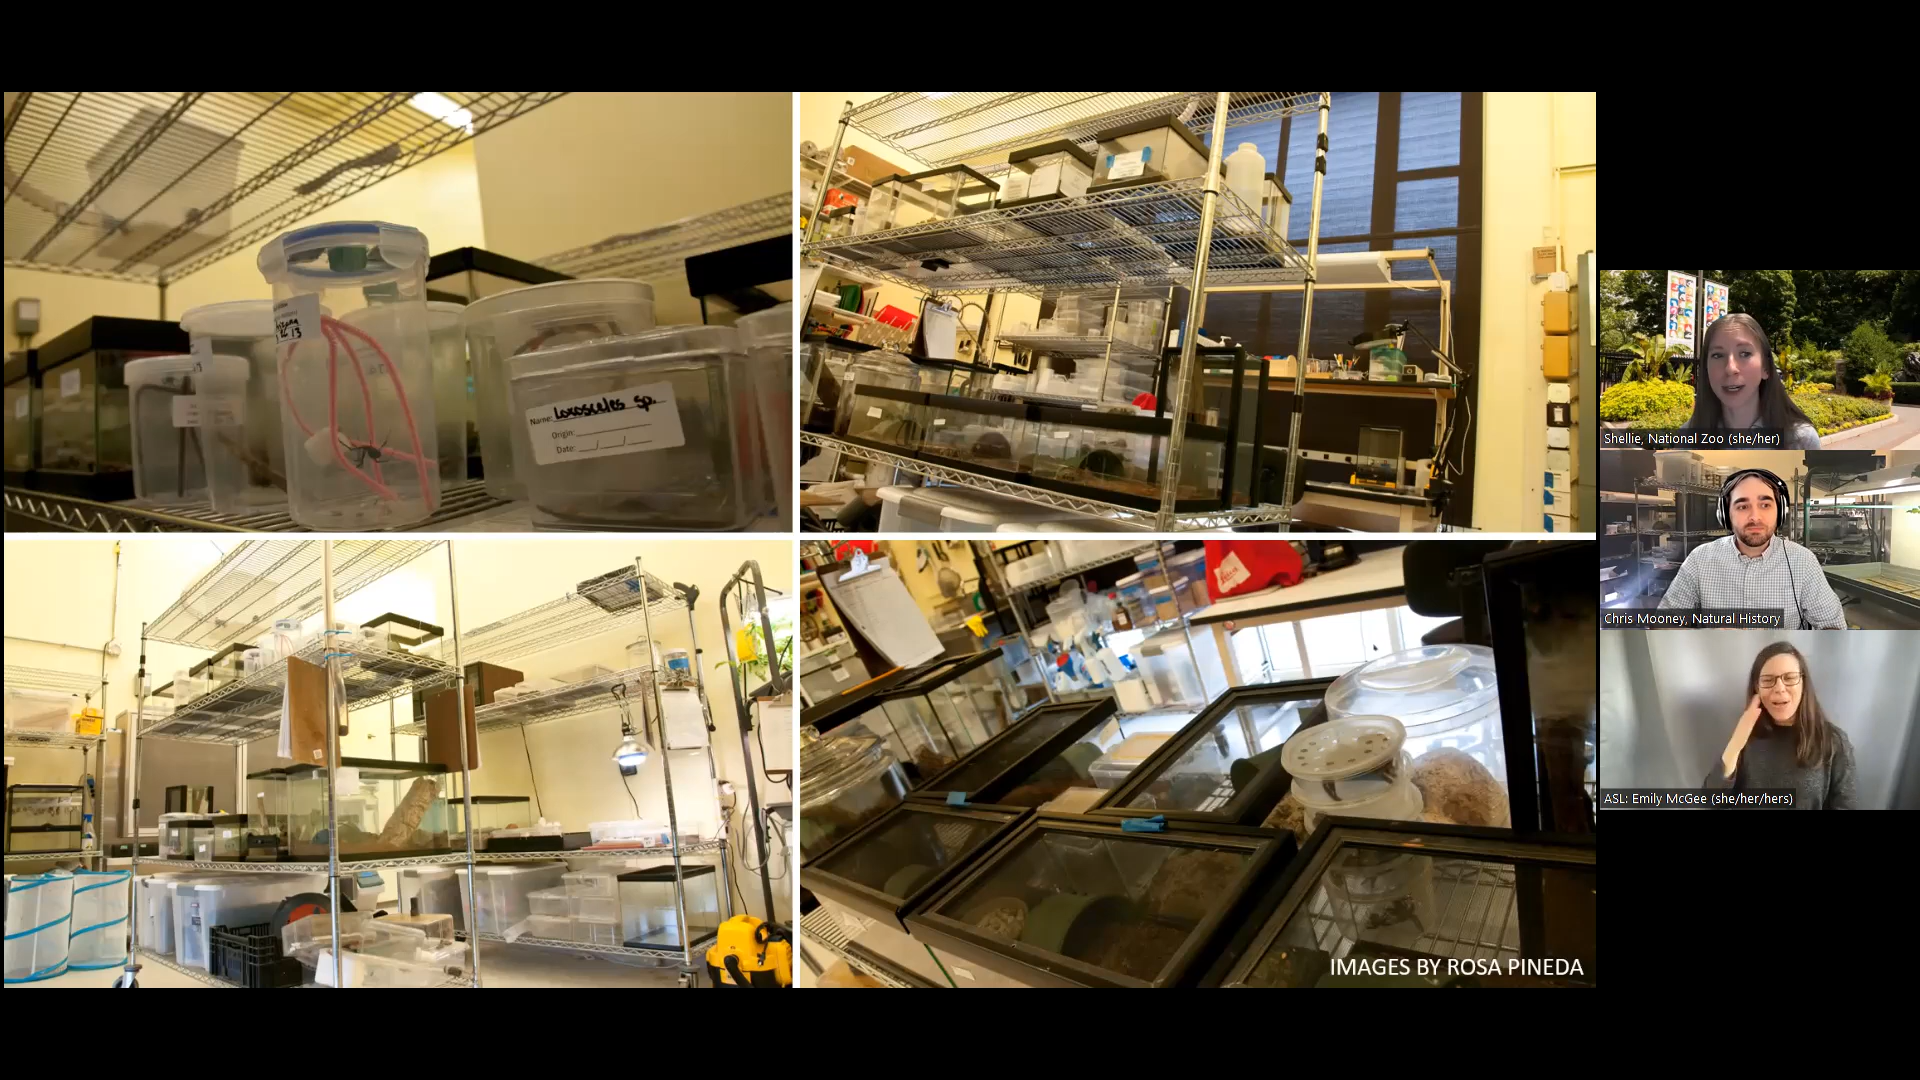 Name: Loxosceles sp.
Origin:
Date: / /
IMAGES BY ROSA PINEDA
Shellie, National Zoo (she/her)
Chris Mooney, Natural History
ASL: Emily McGee (she/her/hers)